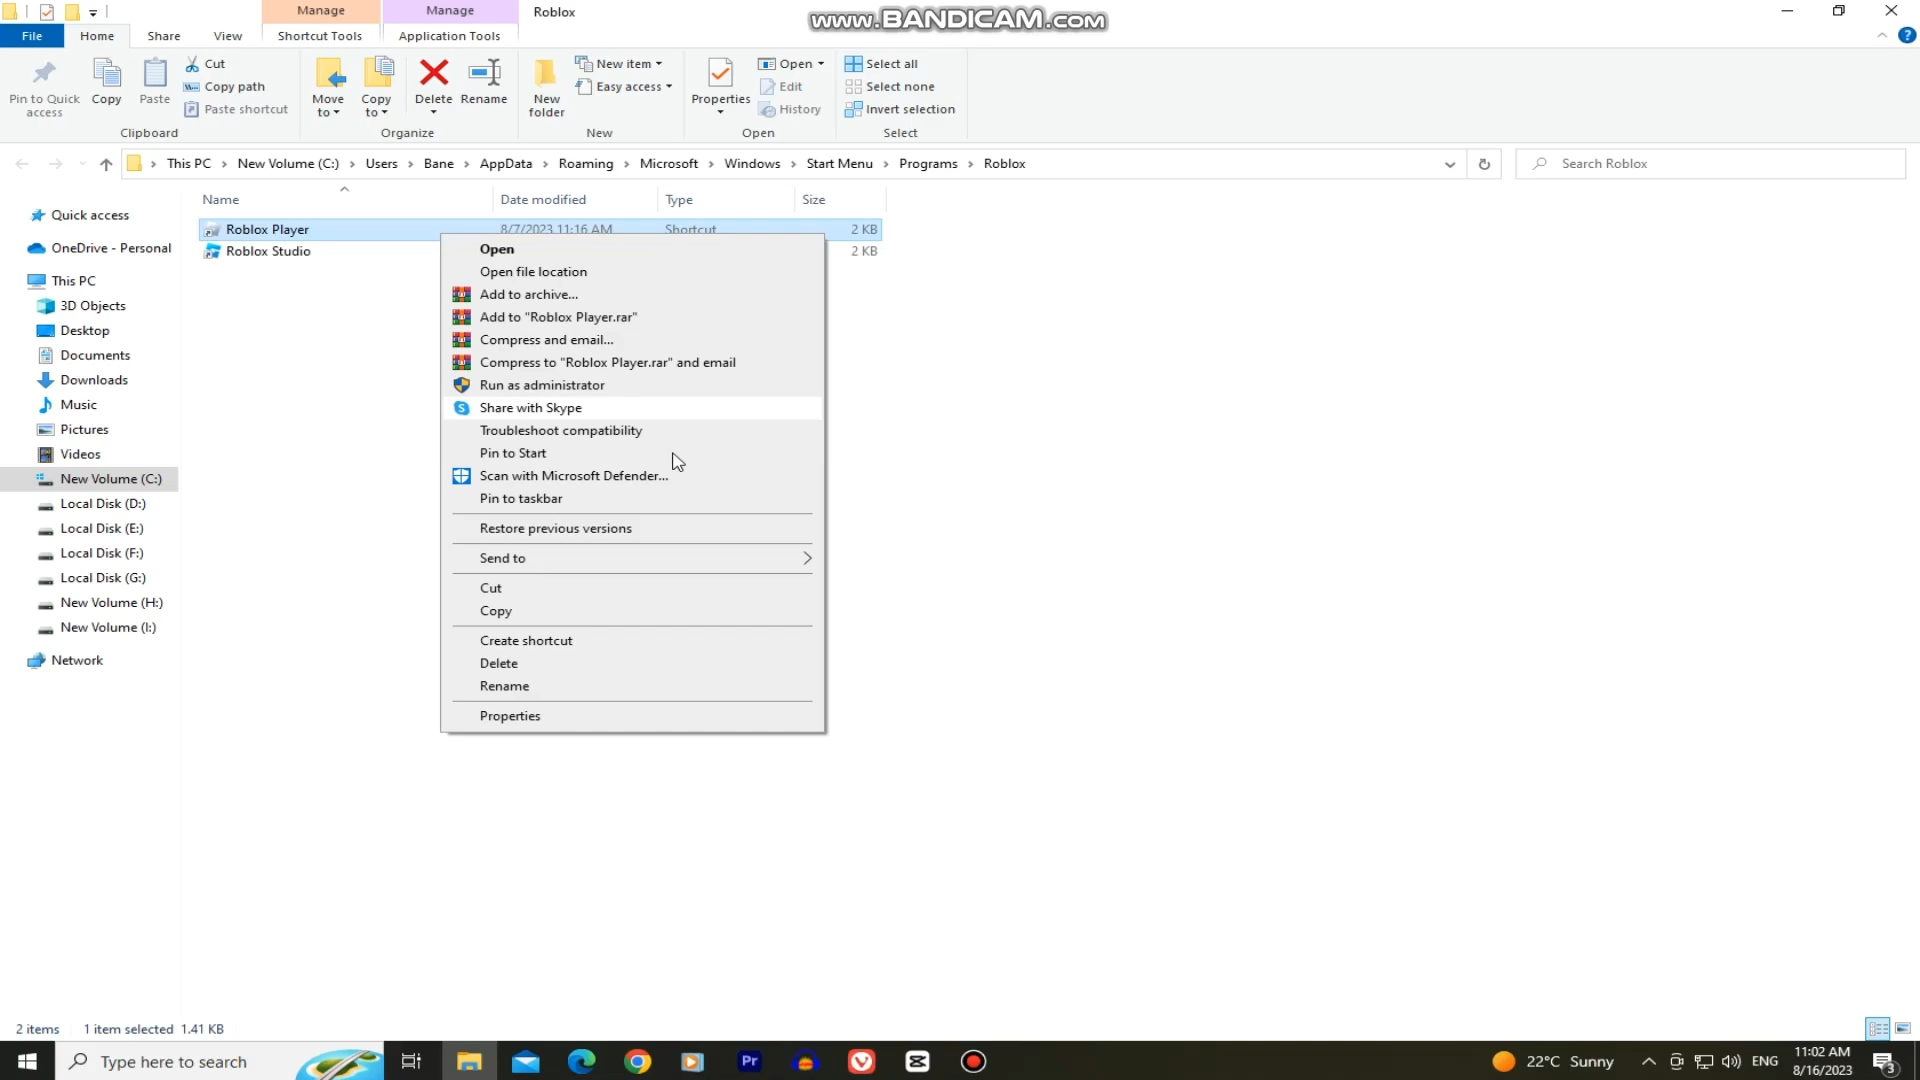 Manage
Manage
Roblox
www.BANDICAM.com
File
Home
Share
View
Shortcut Tools
Application Tools
Pin to Quick access
Copy
Paste
Cut
Copy path
Paste shortcut
Clipboard
Move to
Copy to
Delete
Rename
Organize
New folder
New item
Easy access
New
Properties
Open
Edit
History
Open
Select all
Select none
Invert selection
Select
This PC > New Volume (C:) > Users > Bane > AppData > Roaming > Microsoft > Windows > Start Menu > Programs > Roblox
Search Roblox
Name
Date modified
Type
Size
Roblox Player
8/7/2023 11:16 AM
Shortcut
2 KB
Roblox Studio
2 KB
Quick access
OneDrive - Personal
This PC
3D Objects
Desktop
Documents
Downloads
Music
Pictures
Videos
New Volume (C:)
Local Disk (D:)
Local Disk (E:)
Local Disk (F:)
Local Disk (G:)
New Volume (H:)
New Volume (I:)
Network
Open
Open file location
Add to archive...
Add to "Roblox Player.rar"
Compress and email...
Compress to "Roblox Player.rar" and email
Run as administrator
Share with Skype
Troubleshoot compatibility
Pin to Start
Scan with Microsoft Defender...
Pin to taskbar
Restore previous versions
Send to
Cut
Copy
Create shortcut
Delete
Rename
Properties
2 items
1 item selected 1.41 KB
Type here to search
Pr
22°C Sunny
ENG
11:02 AM
8/16/2023
3